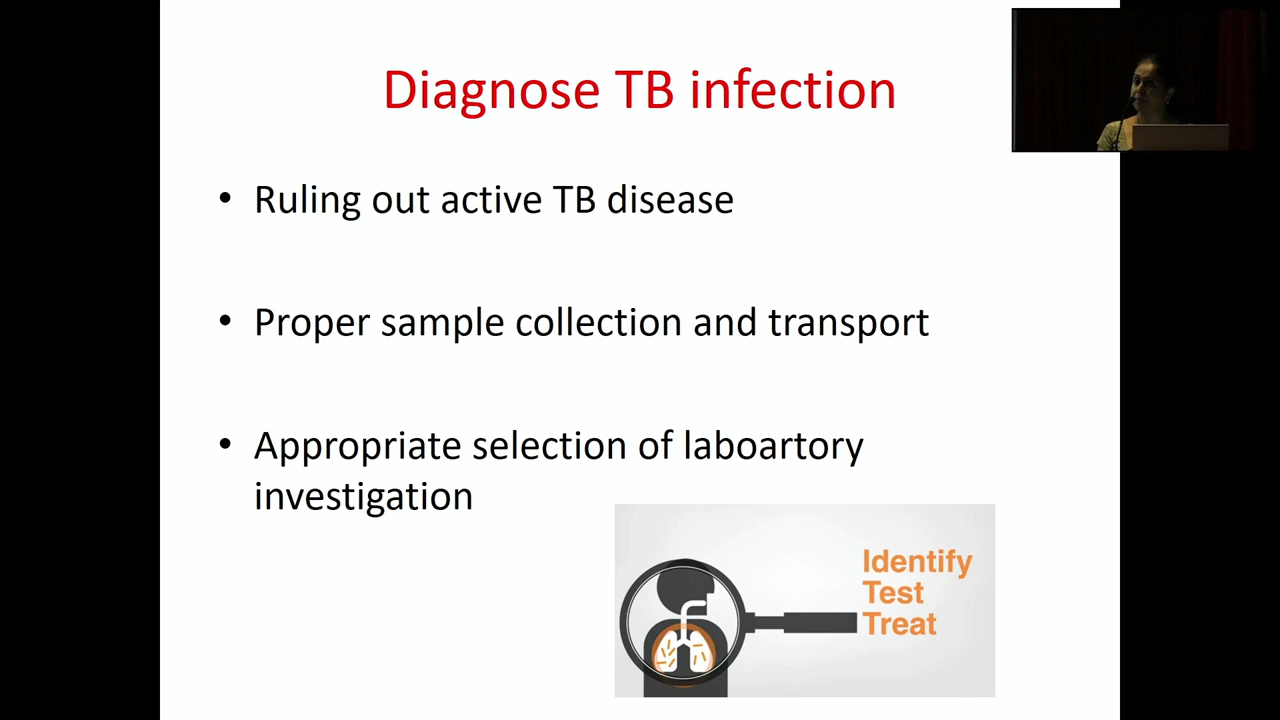 Diagnose TB infection
• Ruling out active TB disease
• Proper sample collection and transport
• Appropriate selection of laboartory
investigation
Identify
Test
Treat